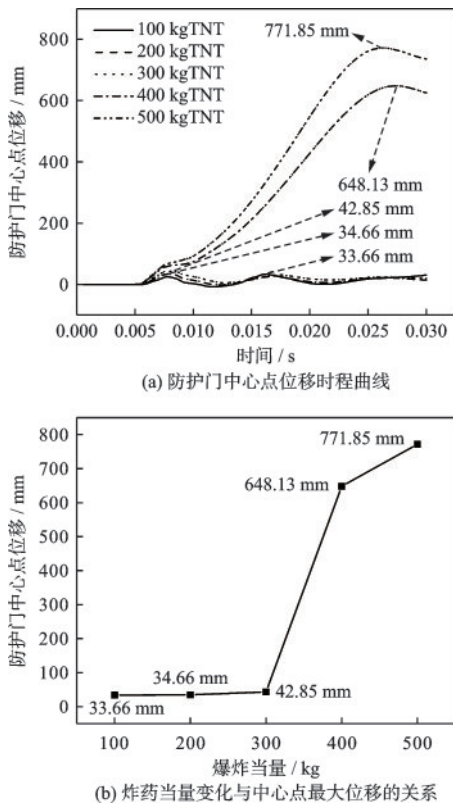 800
600
400
200
0
防护门中心点位移 / mm
100 kgTNT
200 kgTNT
300 kgTNT
400 kgTNT
500 kgTNT
771.85 mm
648.13 mm
42.85 mm
34.66 mm
33.66 mm
0.000 0.005 0.010 0.015 0.020 0.025 0.030
时间 / s
(a) 防护门中心点位移时程曲线
800
700
600
500
400
300
200
100
0
防护门中心点位移 / mm
771.85 mm
648.13 mm
34.66 mm
42.85 mm
33.66 mm
100 200 300 400 500
爆炸当量 / kg
(b) 炸药当量变化与中心点最大位移的关系